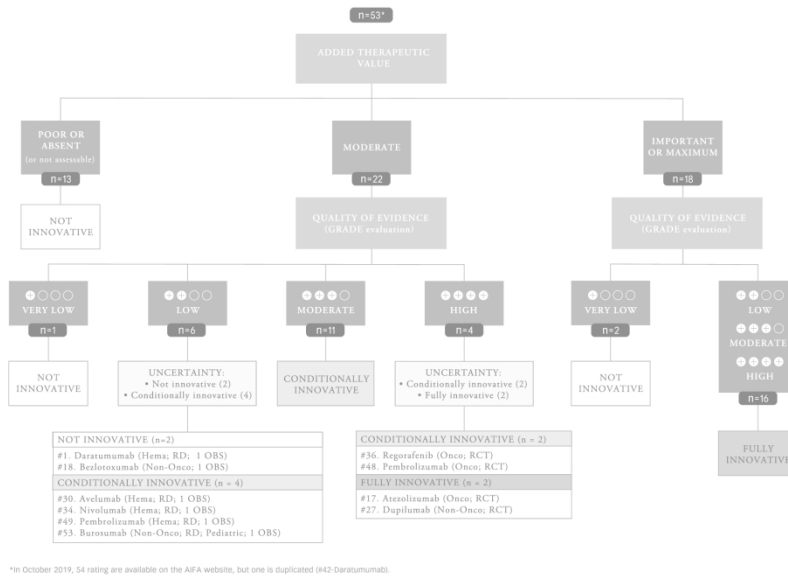 n=53*
ADDED THERAPEUTIC
VALUE
POOR OR
ABSENT
(or not assessable)
n=13
NOT
INNOVATIVE
MODERATE
n=22
IMPORTANT
OR MAXIMUM
n=18
QUALITY OF EVIDENCE
(GRADE evaluation)
QUALITY OF EVIDENCE
(GRADE evaluation)
VERY LOW
n=1
NOT
INNOVATIVE
LOW
n=6
UNCERTAINTY:
• Not innovative (2)
• Conditionally innovative (4)
MODERATE
n=11
CONDITIONALLY
INNOVATIVE
HIGH
n=4
UNCERTAINTY:
• Conditionally innovative (2)
• Fully innovative (2)
VERY LOW
n=2
NOT
INNOVATIVE
LOW
MODERATE
HIGH
n=16
FULLY
INNOVATIVE
NOT INNOVATIVE (n=2)
#1. Daratumumab (Hema; RD; 1 OBS)
#18. Bezlotoxumab (Non-Onco; 1 OBS)
CONDITIONALLY INNOVATIVE (n = 4)
#30. Avelumab (Hema; RD; 1 OBS)
#34. Nivolumab (Hema; RD; 1 OBS)
#49. Pembrolizumab (Hema; RD; 1 OBS)
#53. Burosumab (Non-Onco; RD; Pediatric; 1 OBS)
CONDITIONALLY INNOVATIVE (n = 2)
#36. Regorafenib (Onco; RCT)
#48. Pembrolizumab (Onco; RCT)
FULLY INNOVATIVE (n = 2)
#17. Atezolizumab (Onco; RCT)
#27. Dupilumab (Non-Onco; RCT)
*In October 2019, 54 rating are available on the AIFA website, but one is duplicated (#42-Daratumumab).